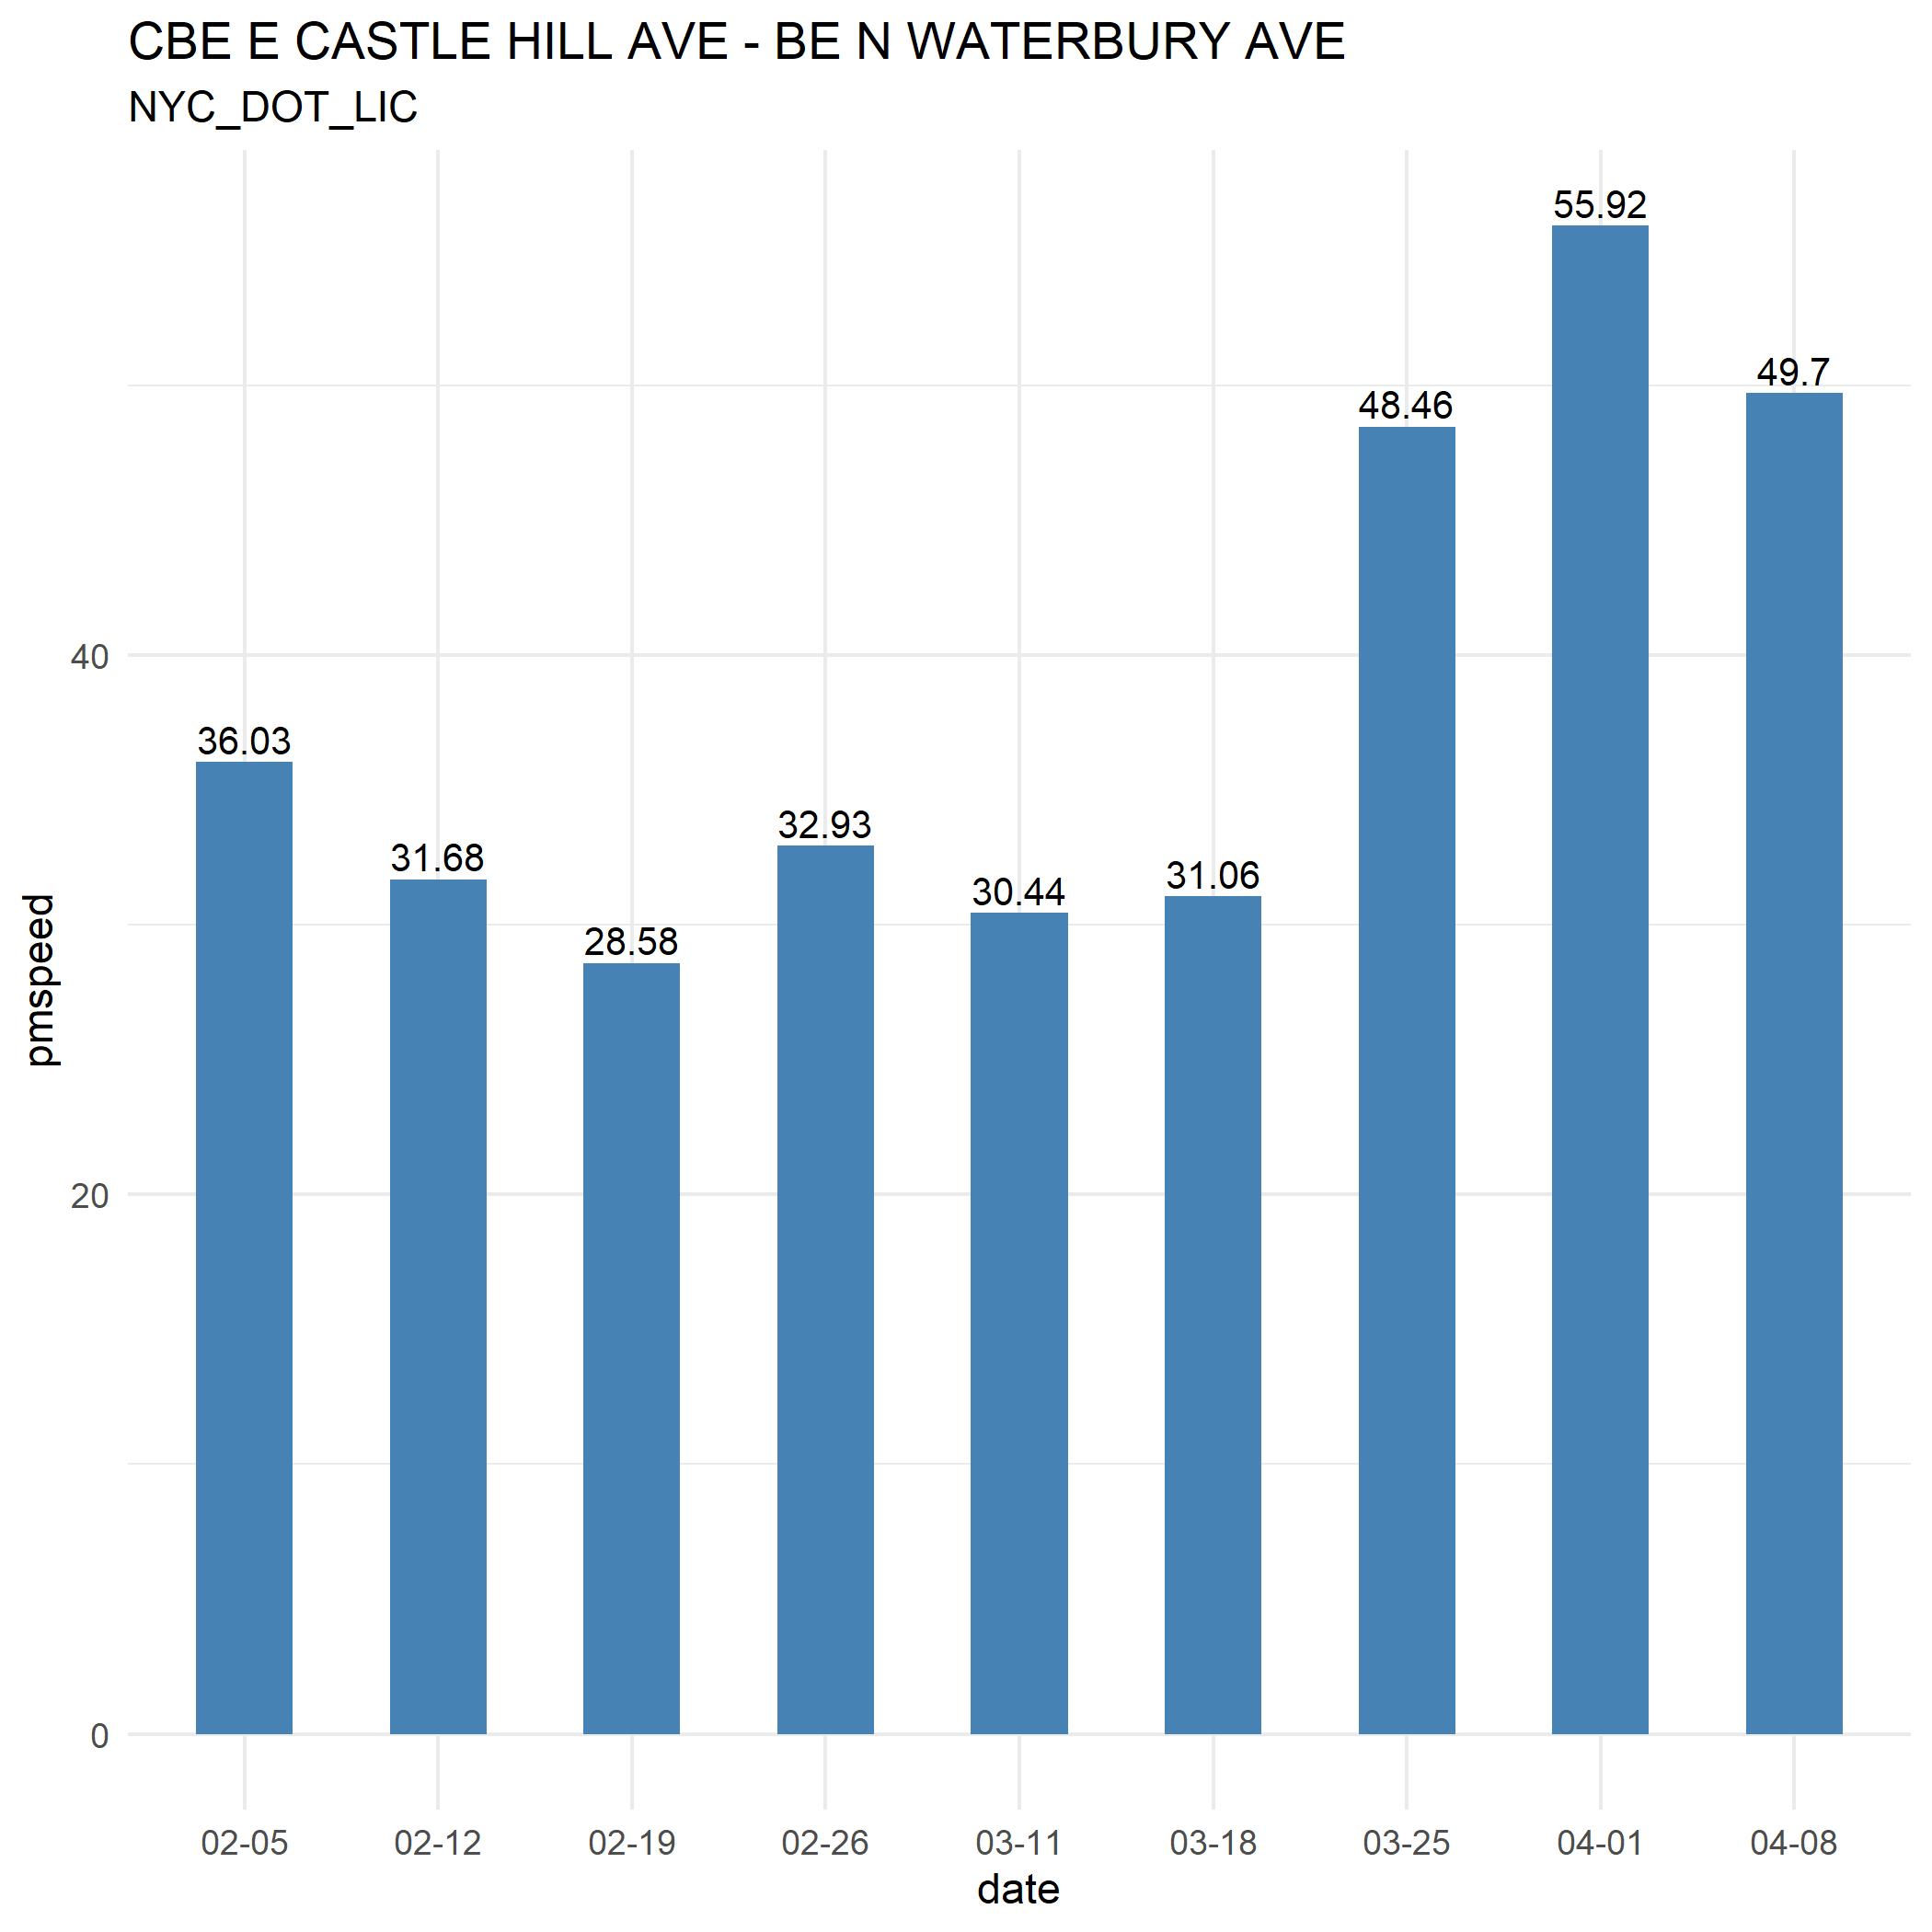 CBE E CASTLE HILL AVE - BE N WATERBURY AVE
NYC_DOT_LIC
55.92
49.7
48.46
40
36.03
32.93
31.68
31.06
30.44
28.58
pmspeed
20
0
02-05 02-12 02-19 02-26 03-11 03-18 03-25 04-01 04-08
date